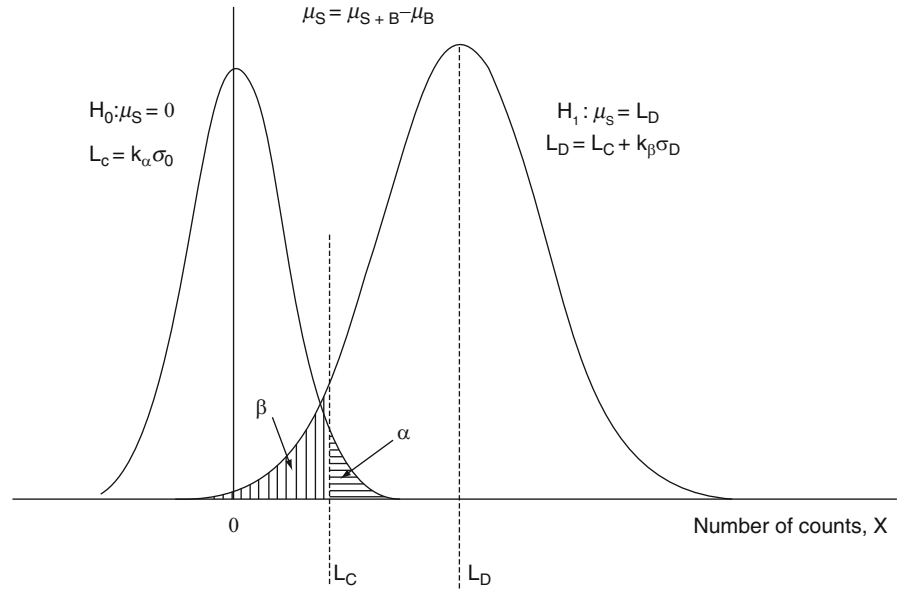 μS = μS + B−μB
H0:μS = 0
Lc = kασ0
H1 : μs = LD
LD = LC + kβσD
β
α
0
Number of counts, X
LC
LD